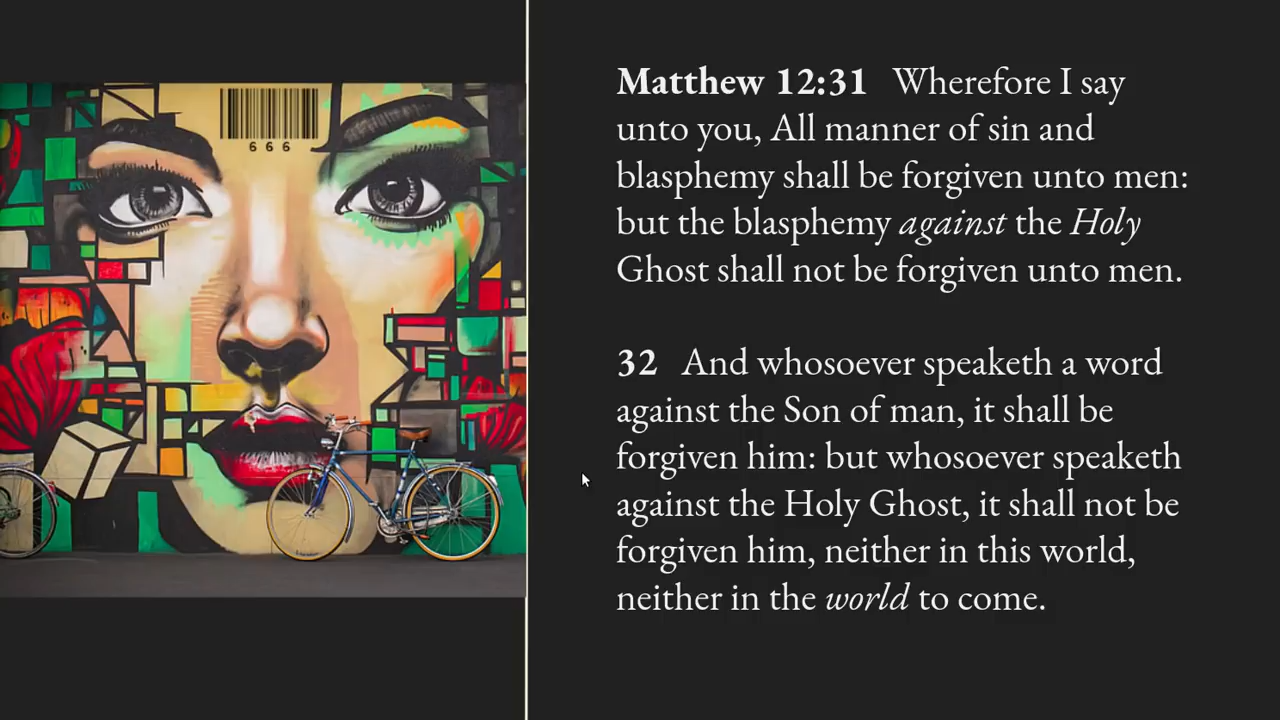 666
Matthew 12:31 Wherefore I say
unto you, All manner of sin and
blasphemy shall be forgiven unto men:
but the blasphemy against the Holy
Ghost shall not be forgiven unto men.
32 And whosoever speaketh a word
against the Son of man, it shall be
forgiven him: but whosoever speaketh
against the Holy Ghost, it shall not be
forgiven him, neither in this world,
neither in the world to come.